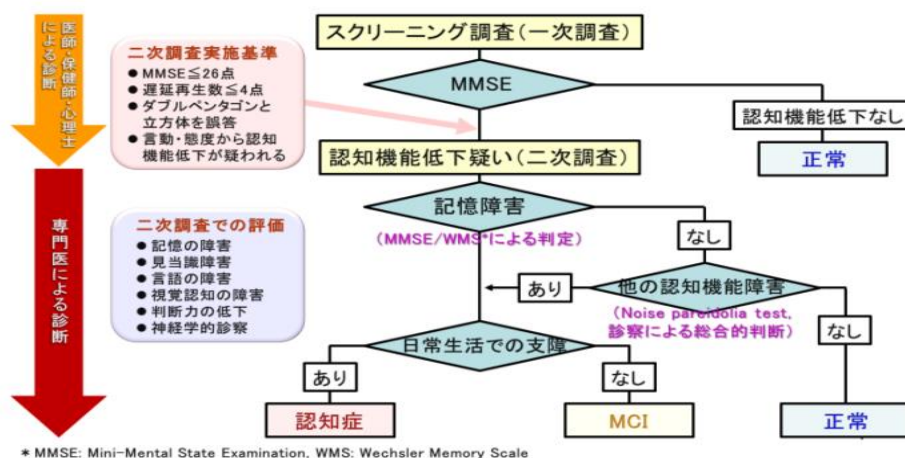 医師・保健師・心理士
による診断
スクリーニング調査(一次調査)
二次調査実施基準
● MMSE≦26点
● 遅延再生数≦4点
● ダブルペンタゴンと
立方体を誤答
● 言動・態度から認知
機能低下が疑われる
MMSE
認知機能低下なし
正常
認知機能低下疑い(二次調査)
専門医による診断
二次調査での評価
● 記憶の障害
● 見当識障害
● 言語の障害
● 視覚認知の障害
● 判断力の低下
● 神経学的診察
記憶障害
(MMSE/WMS*による判定)
なし
あり
他の認知機能障害
(Noise pareidolia test,
診察による総合的判断)
なし
日常生活での支障
あり
なし
認知症
MCI
正常
* MMSE: Mini-Mental State Examination, WMS: Wechsler Memory Scale